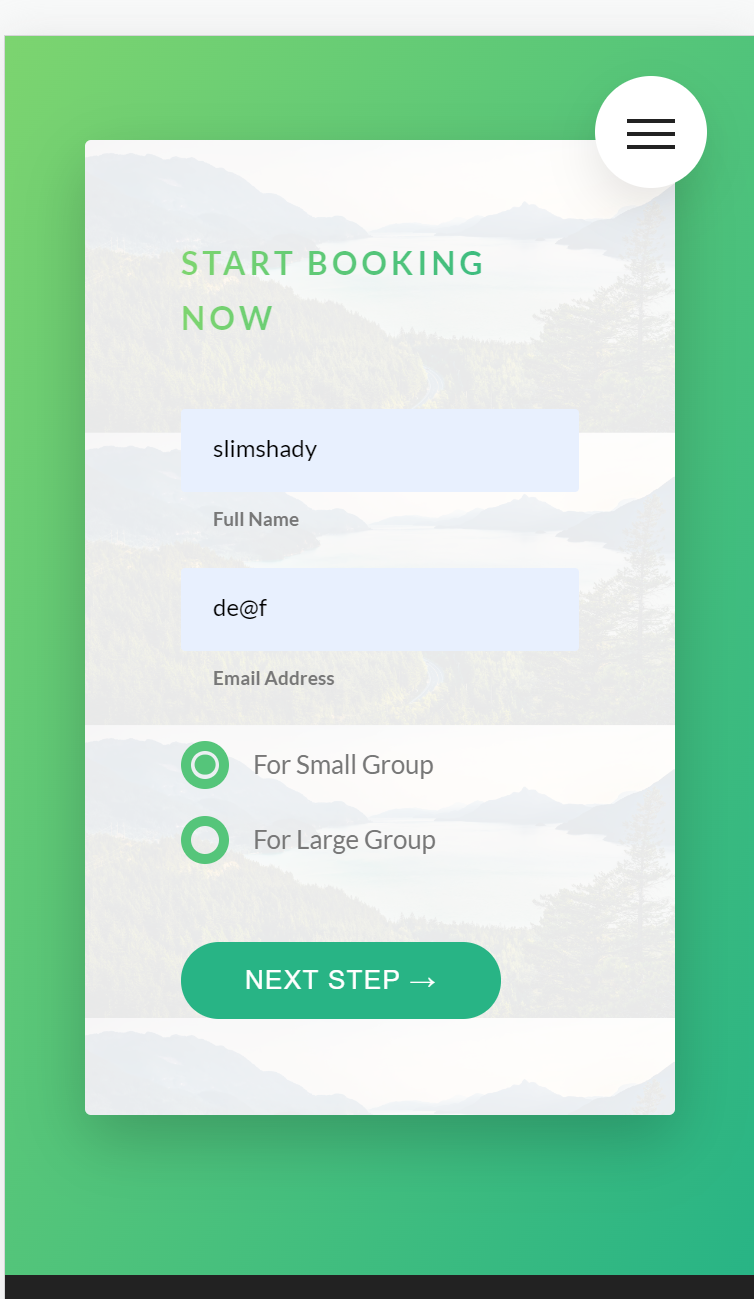 START BOOKING
NOW
slimshady
Full Name
de@f
Email Address
For Small Group
For Large Group
NEXT STEP →